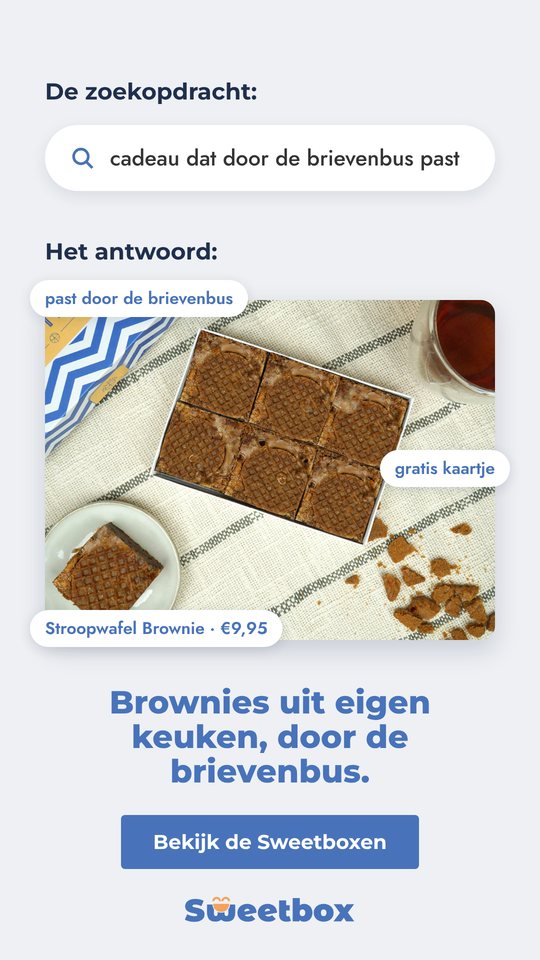 De zoekopdracht:
cadeau dat door de brievenbus past
Het antwoord:
past door de brievenbus
gratis kaartje
Stroopwafel Brownie · €9,95
Brownies uit eigen
keuken, door de
brievenbus.
Bekijk de Sweetboxen
Sweetbox